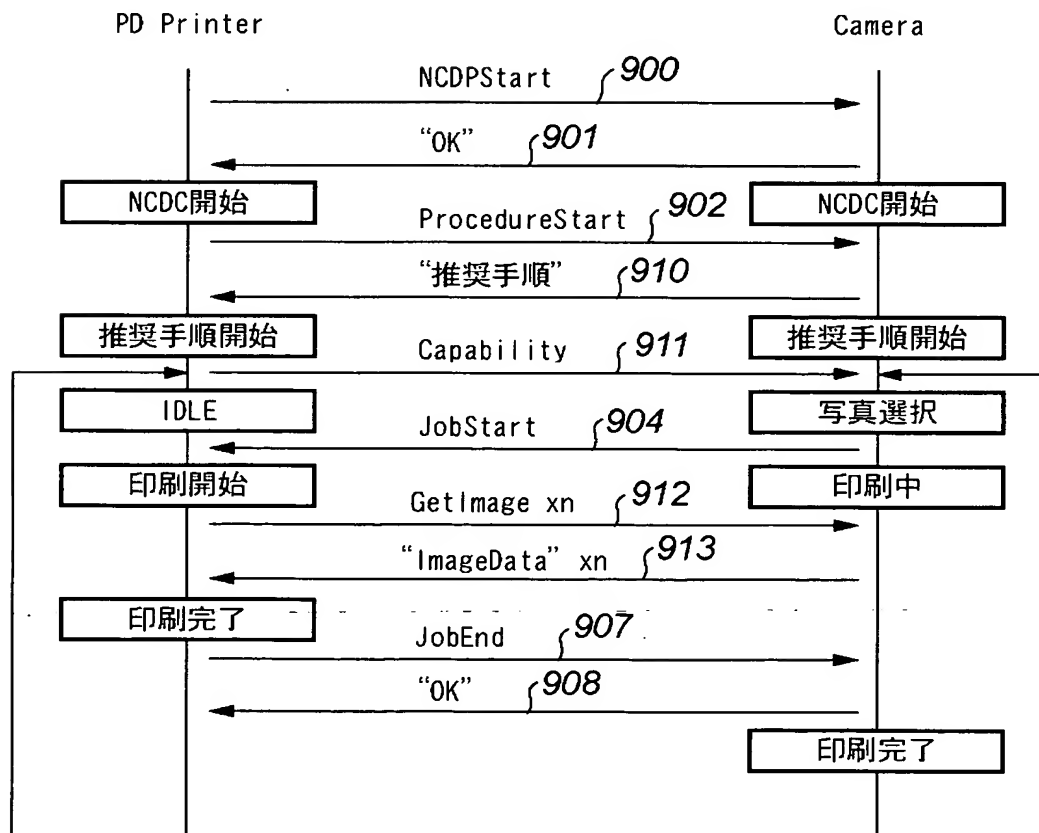 PD Printer Camera
NCDPStart 900
“OK” 901
NCDC開始 NCDC開始
ProcedureStart 902
“推奨手順” 910
推奨手順開始 推奨手順開始
Capability 911
IDLE 写真選択
JobStart 904
印刷開始 印刷中
GetImage xn 912
“ImageData” xn 913
印刷完了
JobEnd 907
“OK” 908
印刷完了